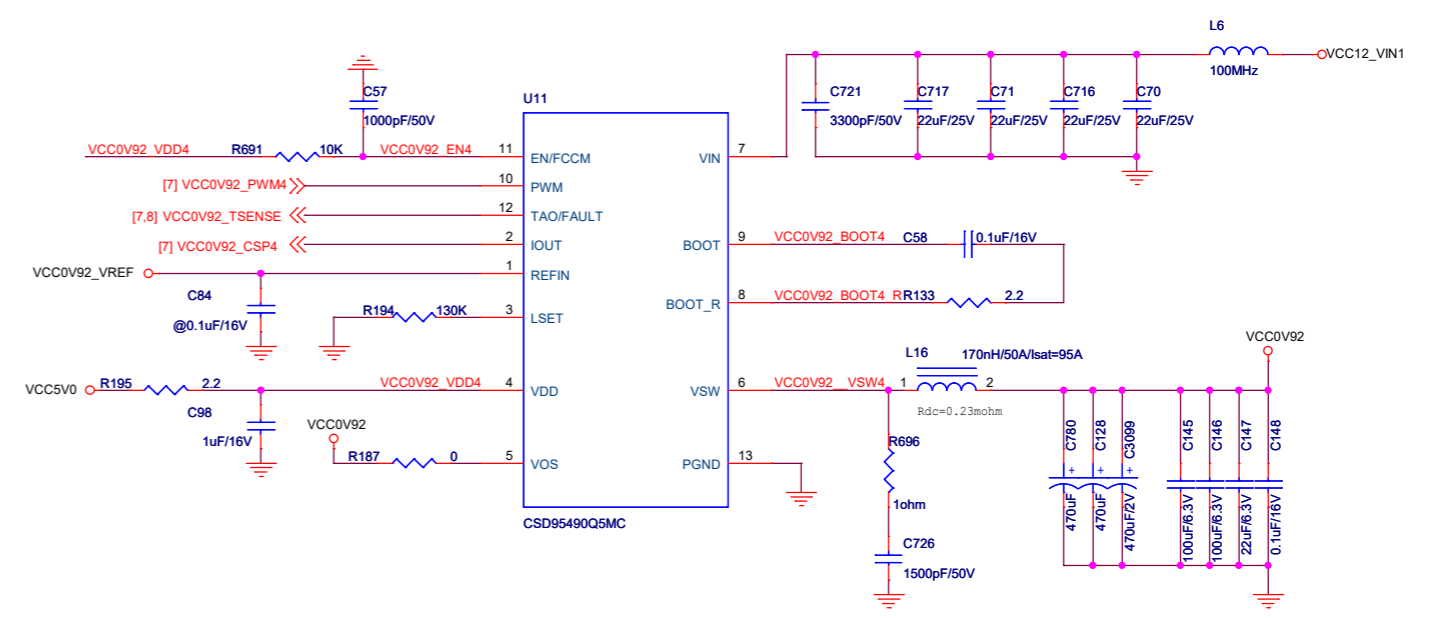 L6
VCC12_VIN1
100MHz
C57
1000pF/50V
U11
C721
3300pF/50V
C717
22uF/25V
C71
22uF/25V
C716
22uF/25V
C70
22uF/25V
VCC0V92_VDD4
R691
10K
VCC0V92_EN4
11
EN/FCCM
VIN
7
[7] VCC0V92_PWM4
10
PWM
[7,8] VCC0V92_TSENSE
12
TAO/FAULT
[7] VCC0V92_CSP4
2
IOUT
BOOT
9
VCC0V92_BOOT4
C58
0.1uF/16V
VCC0V92_VREF
1
REFIN
C84
@0.1uF/16V
BOOT_R
8
VCC0V92_BOOT4_R
R133
2.2
R194
130K
3
LSET
VCC0V92
L16
170nH/50A/Isat=95A
VCC5V0
R195
2.2
VCC0V92_VDD4
4
VDD
VSW
6
VCC0V92__VSW4
1
2
Rdc=0.23mohm
C98
1uF/16V
VCC0V92
R187
0
5
VOS
PGND
13
R696
1ohm
C726
1500pF/50V
C780
470uF
C128
470uF
C3099
470uF/2V
C145
100uF/6.3V
C146
100uF/6.3V
C147
22uF/6.3V
C148
0.1uF/16V
+
+
+
CSD95490Q5MC